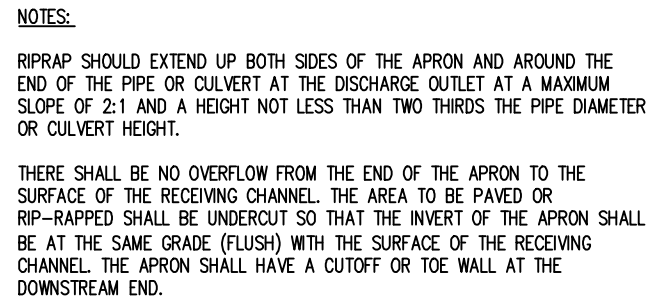 NOTES:
RIPRAP SHOULD EXTEND UP BOTH SIDES OF THE APRON AND AROUND THE
END OF THE PIPE OR CULVERT AT THE DISCHARGE OUTLET AT A MAXIMUM
SLOPE OF 2:1 AND A HEIGHT NOT LESS THAN TWO THIRDS THE PIPE DIAMETER
OR CULVERT HEIGHT.
THERE SHALL BE NO OVERFLOW FROM THE END OF THE APRON TO THE
SURFACE OF THE RECEIVING CHANNEL. THE AREA TO BE PAVED OR
RIP-RAPPED SHALL BE UNDERCUT SO THAT THE INVERT OF THE APRON SHALL
BE AT THE SAME GRADE (FLUSH) WITH THE SURFACE OF THE RECEIVING
CHANNEL. THE APRON SHALL HAVE A CUTOFF OR TOE WALL AT THE
DOWNSTREAM END.